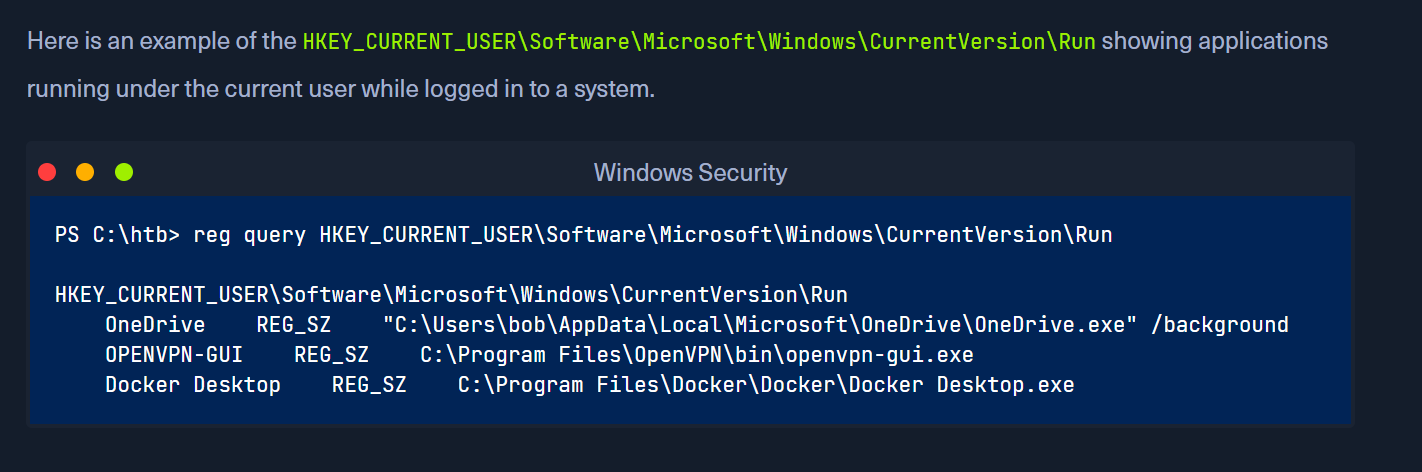 Here is an example of the HKEY_CURRENT_USER\Software\Microsoft\Windows\CurrentVersion\Run showing applications
running under the current user while logged in to a system.
Windows Security
PS C:\htb> reg query HKEY_CURRENT_USER\Software\Microsoft\Windows\CurrentVersion\Run
HKEY_CURRENT_USER\Software\Microsoft\Windows\CurrentVersion\Run
    OneDrive    REG_SZ    "C:\Users\bob\AppData\Local\Microsoft\OneDrive\OneDrive.exe" /background
    OPENVPN-GUI    REG_SZ    C:\Program Files\OpenVPN\bin\openvpn-gui.exe
    Docker Desktop    REG_SZ    C:\Program Files\Docker\Docker\Docker Desktop.exe